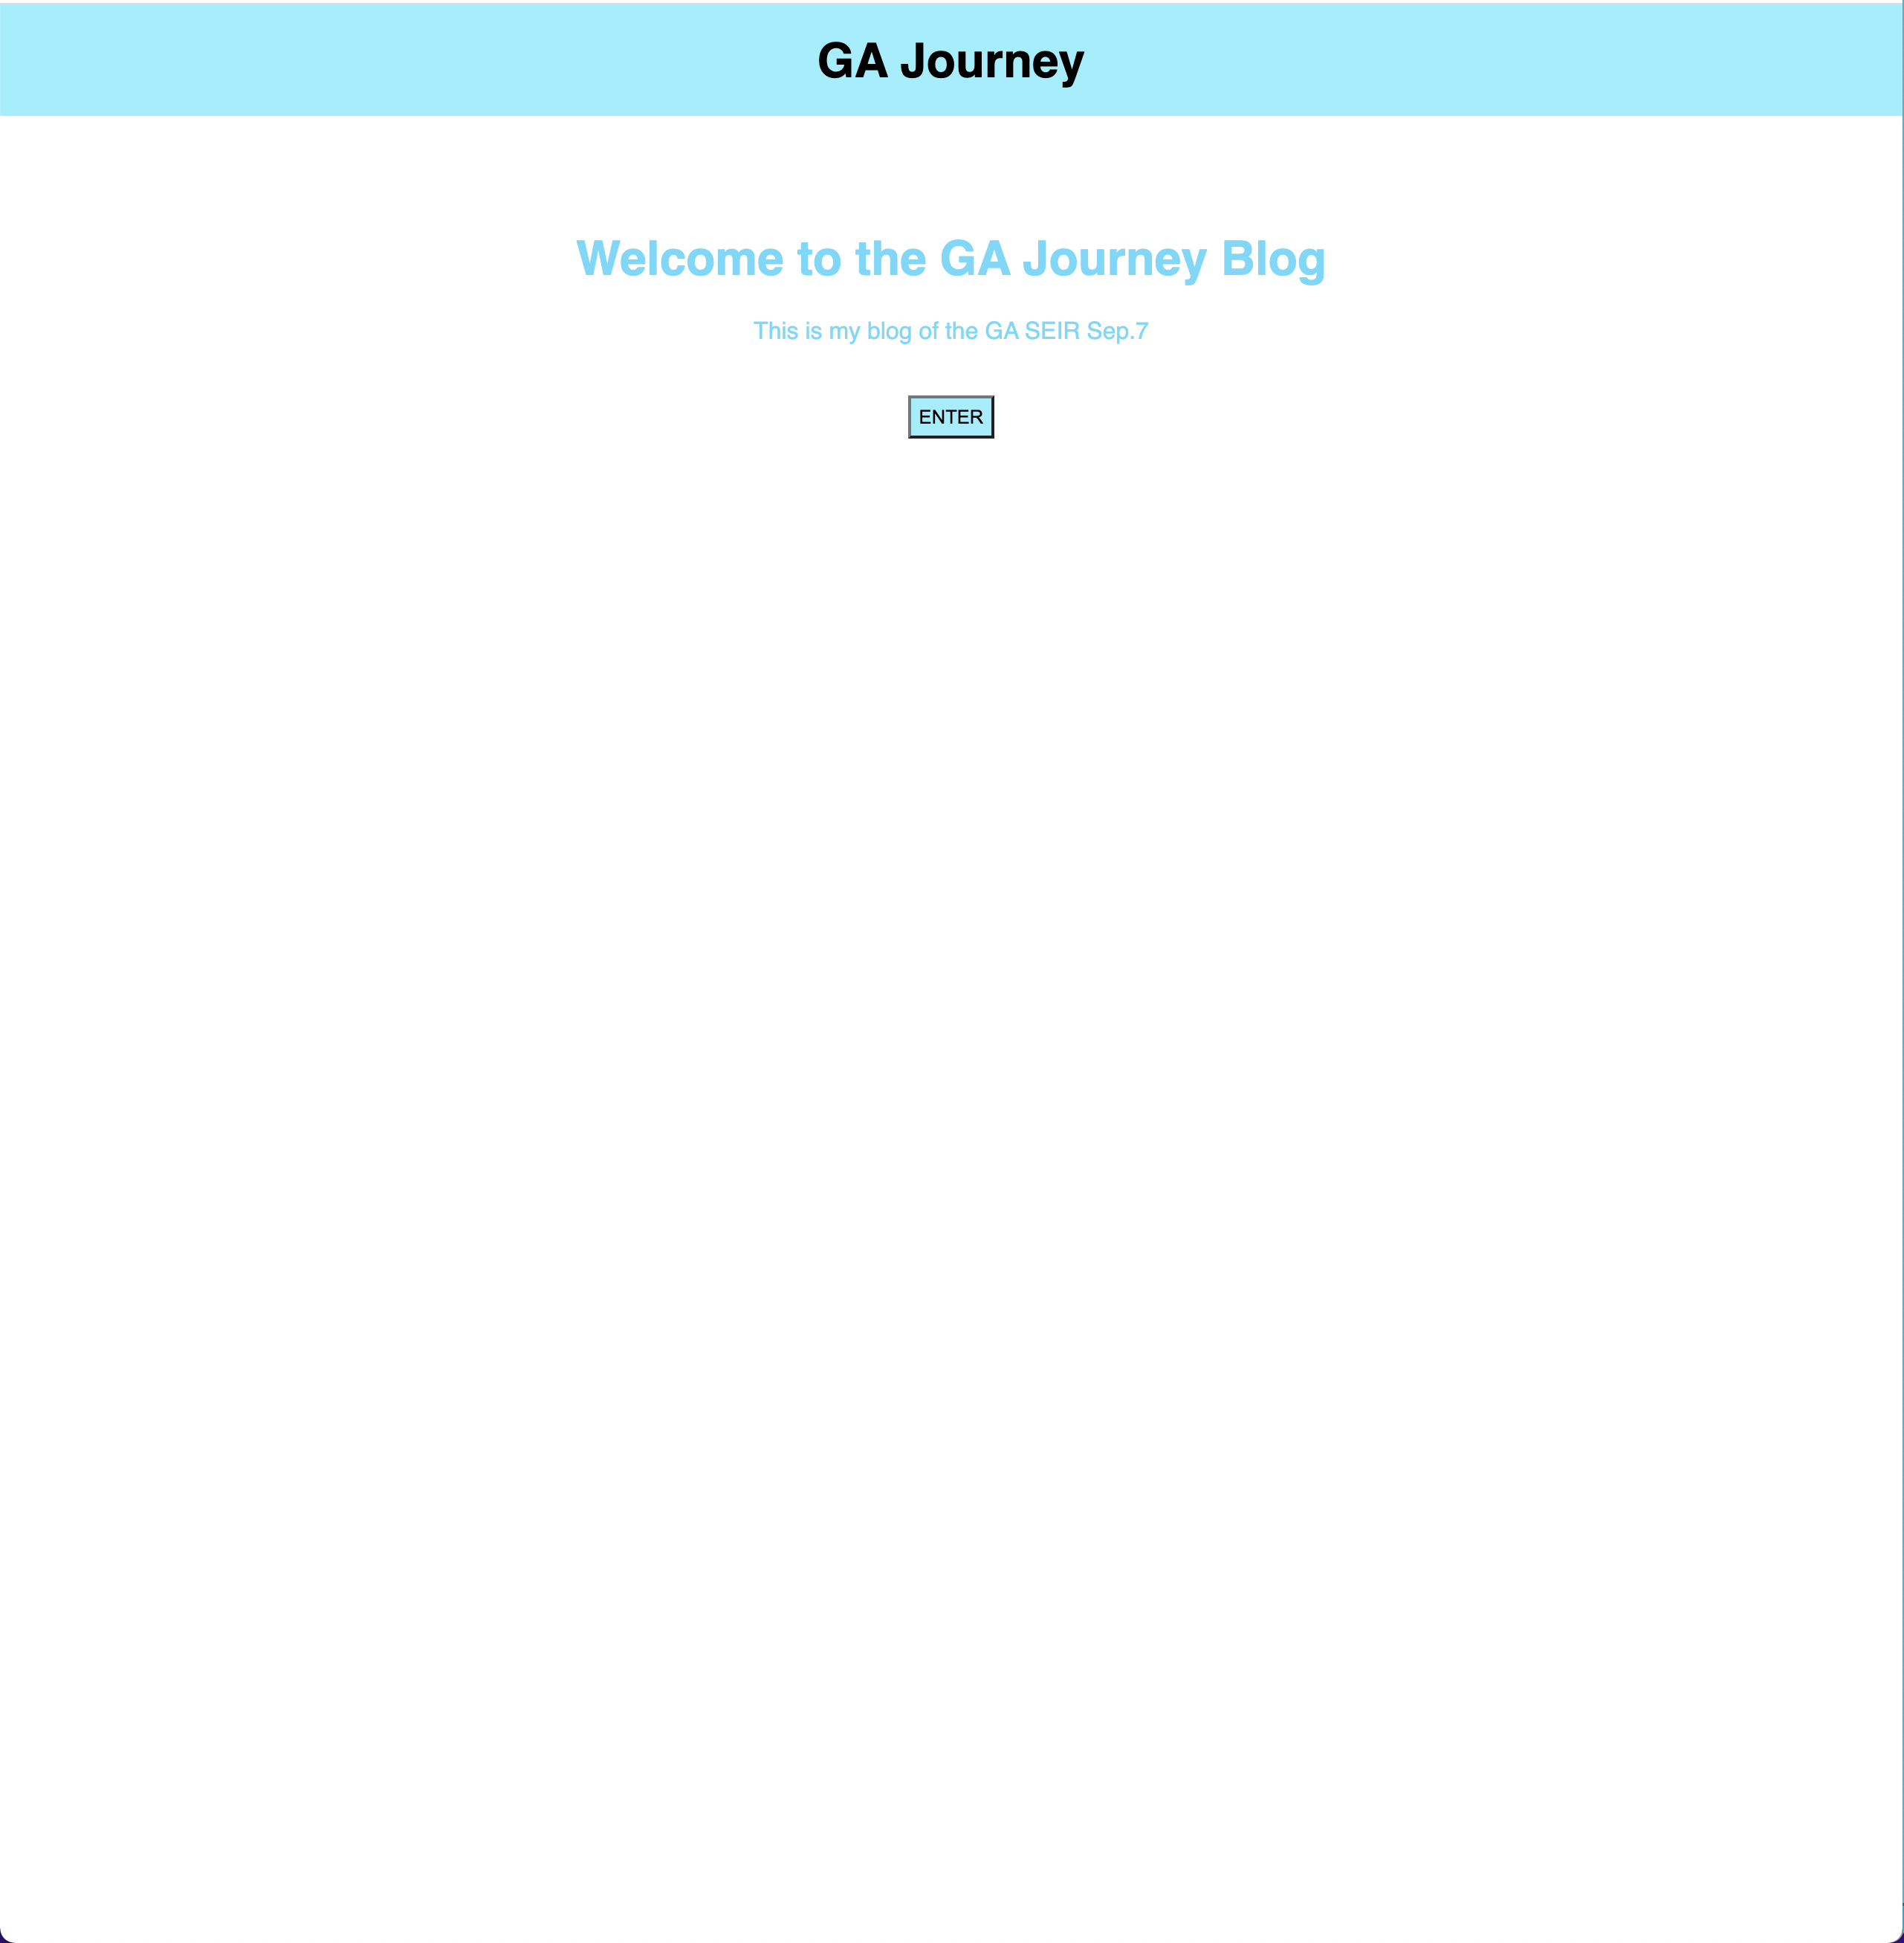 GA Journey
Welcome to the GA Journey Blog
This is my blog of the GA SEIR Sep.7
ENTER